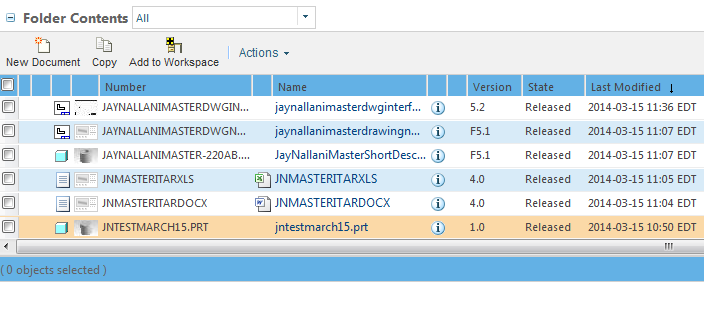 Folder Contents All
New Document Copy Add to Workspace Actions
Number Name Version State Last Modified
JAYNALLANIMASTERDWGIN... jaynallanimasterdwginterf... 5.2 Released 2014-03-15 11:36 EDT
JAYNALLANIMASTERDWGN... jaynallanimasterdrawingn... F5.1 Released 2014-03-15 11:07 EDT
JAYNALLANIMASTER-220AB... JayNallaniMasterShortDesc... F5.1 Released 2014-03-15 11:07 EDT
JNMASTERITARXLS JNMASTERITARXLS 4.0 Released 2014-03-15 11:05 EDT
JNMASTERITARDOCX JNMASTERITARDOCX 4.0 Released 2014-03-15 11:04 EDT
JNTESTMARCH15.PRT jntestmarch15.prt 1.0 Released 2014-03-15 10:50 EDT
( 0 objects selected )